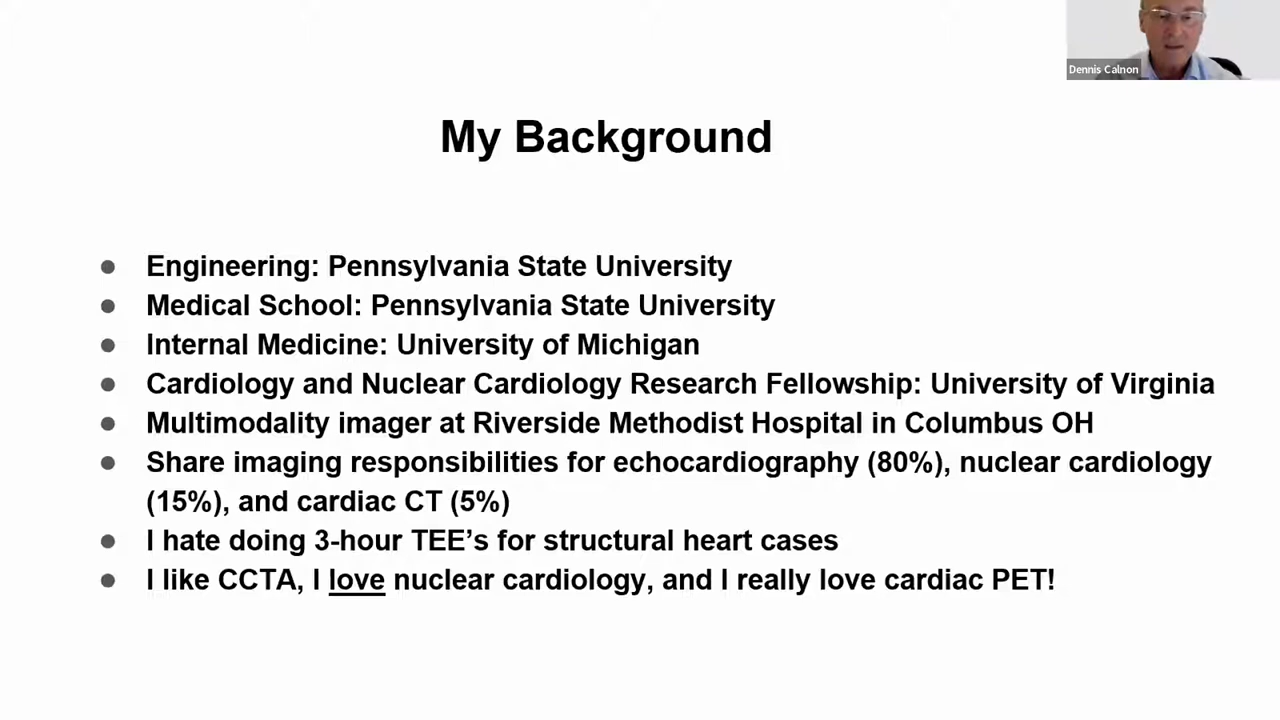 Dennis Calnon
My Background
● Engineering: Pennsylvania State University
● Medical School: Pennsylvania State University
● Internal Medicine: University of Michigan
● Cardiology and Nuclear Cardiology Research Fellowship: University of Virginia
● Multimodality imager at Riverside Methodist Hospital in Columbus OH
● Share imaging responsibilities for echocardiography (80%), nuclear cardiology
(15%), and cardiac CT (5%)
● I hate doing 3-hour TEE’s for structural heart cases
● I like CCTA, I love nuclear cardiology, and I really love cardiac PET!